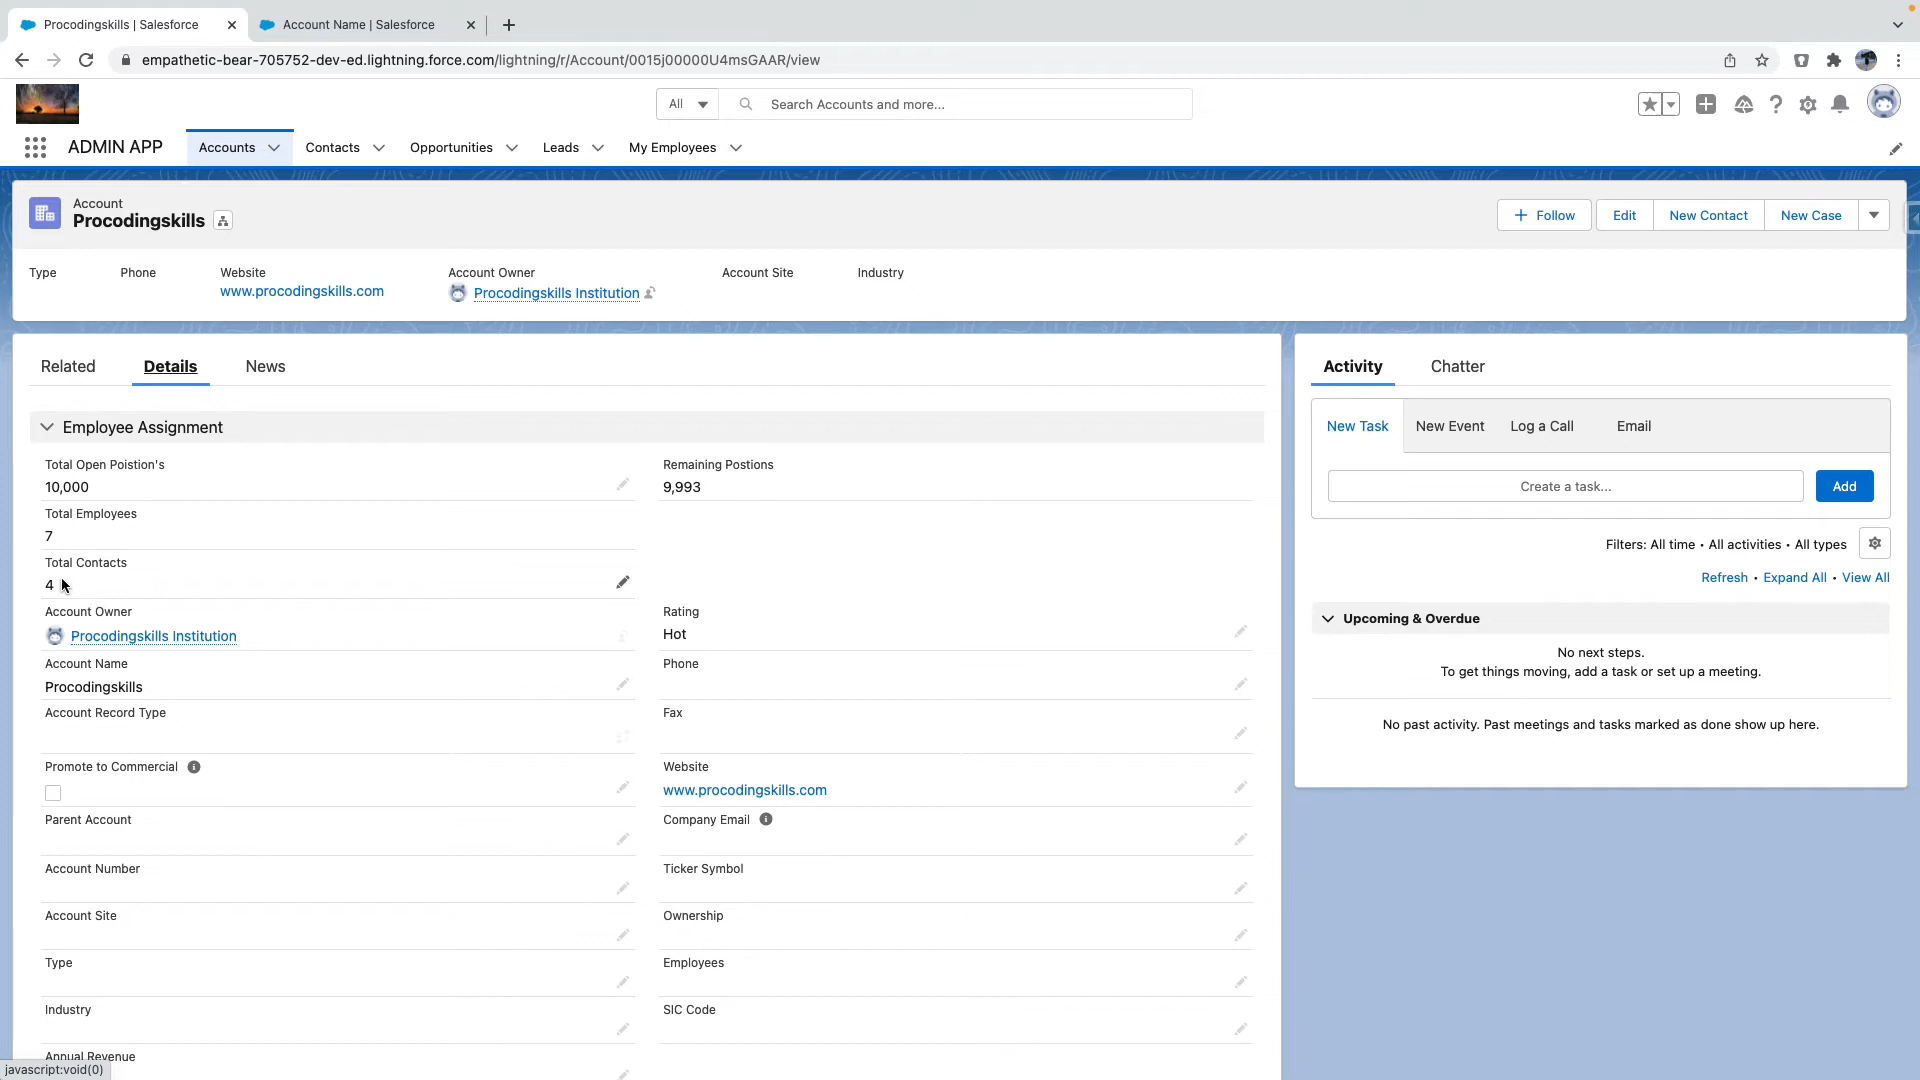 Procodingskills | Salesforce
Account Name | Salesforce
empathetic-bear-705752-dev-ed.lightning.force.com/lightning/r/Account/0015j00000U4msGAAR/view
All
Search Accounts and more...
ADMIN APP
Accounts
Contacts
Opportunities
Leads
My Employees
Account
Procodingskills
Follow
Edit
New Contact
New Case
Type
Phone
Website
Account Owner
Account Site
Industry
www.procodingskills.com
Procodingskills Institution
Related
Details
News
Activity
Chatter
Employee Assignment
New Task
New Event
Log a Call
Email
Total Open Poistion's
10,000
Remaining Postions
9,993
Create a task...
Add
Total Employees
7
Total Contacts
4
Filters: All time • All activities • All types
Refresh • Expand All • View All
Account Owner
Procodingskills Institution
Rating
Hot
Upcoming & Overdue
No next steps.
To get things moving, add a task or set up a meeting.
Account Name
Procodingskills
Phone
Account Record Type
Fax
No past activity. Past meetings and tasks marked as done show up here.
Promote to Commercial
Website
www.procodingskills.com
Parent Account
Company Email
Account Number
Ticker Symbol
Account Site
Ownership
Type
Employees
Industry
SIC Code
Annual Revenue
javascript:void(0)